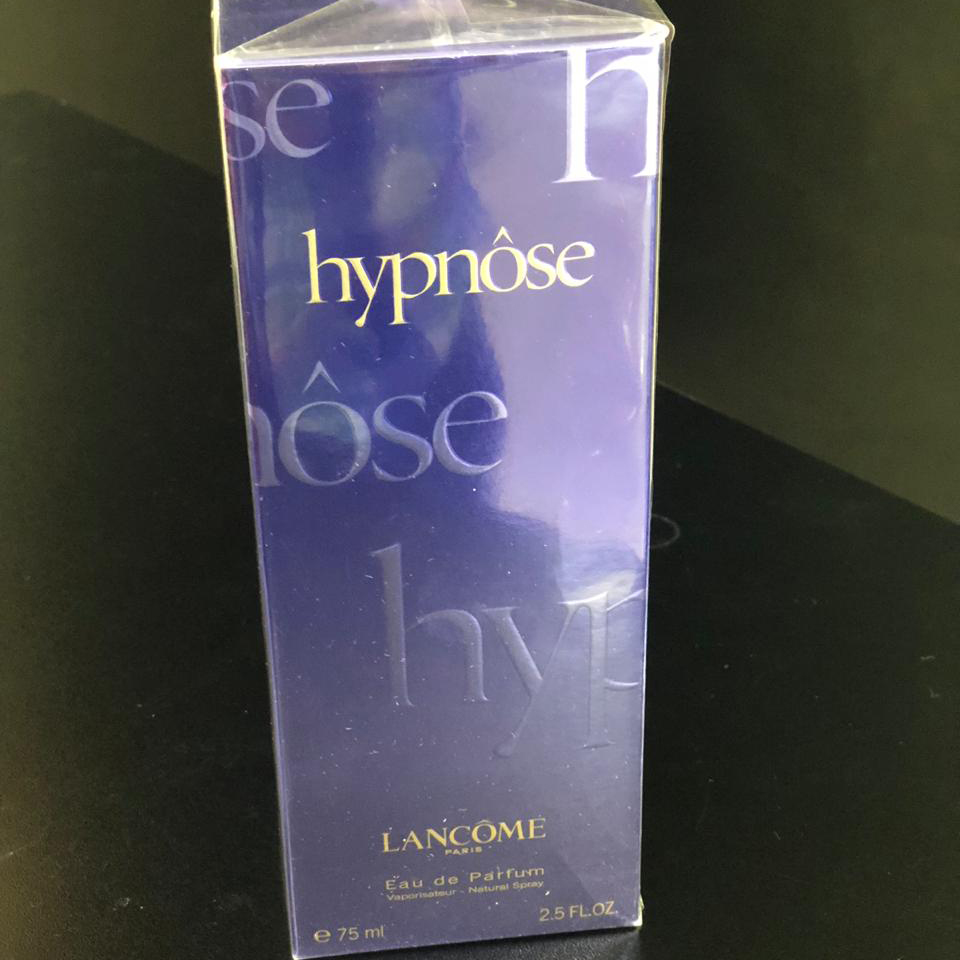 se
h
hypnôse
nôse
hyp
LANCÔME
PARIS
Eau de Parfum
Vaporisateur - Natural Spray
e 75 ml 2.5 FL.OZ.